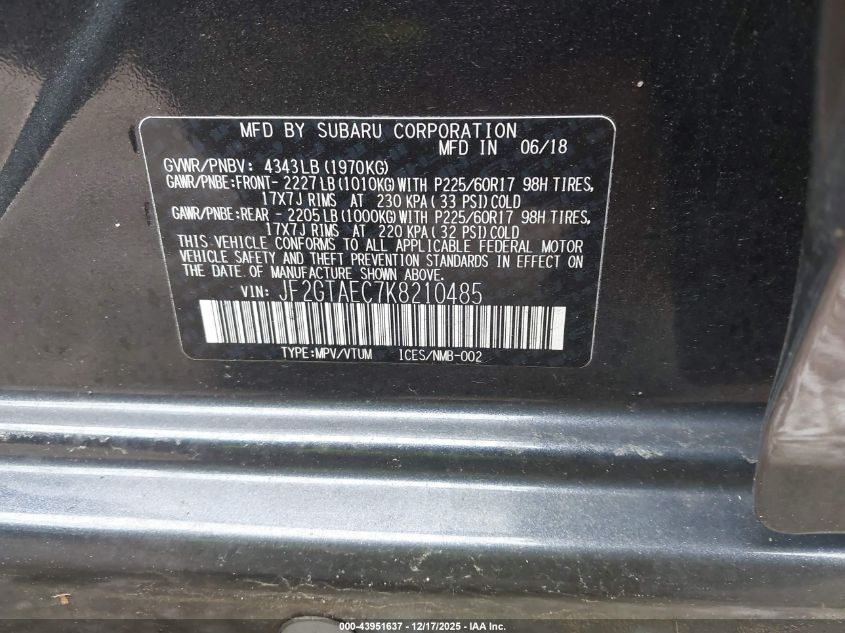 MFD BY SUBARU CORPORATION
MFD IN 06/18
GVWR/PNBV: 4343LB(1970KG)
GAWR/PNBE:FRONT- 2227LB(1010KG)WITH P225/60R17 98H TIRES,
17X7J RIMS AT 230 KPA(33 PSI)COLD
GAWR/PNBE:REAR - 2205LB(1000KG)WITH P225/60R17 98H TIRES,
17X7J RIMS AT 220 KPA(32 PSI)COLD
THIS VEHICLE CONFORMS TO ALL APPLICABLE FEDERAL MOTOR
VEHICLE SAFETY AND THEFT PREVENTION STANDARDS IN EFFECT ON
THE DATE OF MANUFACTURE SHOWN ABOVE.
VIN: JF2GTAEC7K8210485
TYPE:MPV/VTUM ICES/NMB-002
000-43951637 - 12/17/2025 - IAA Inc.